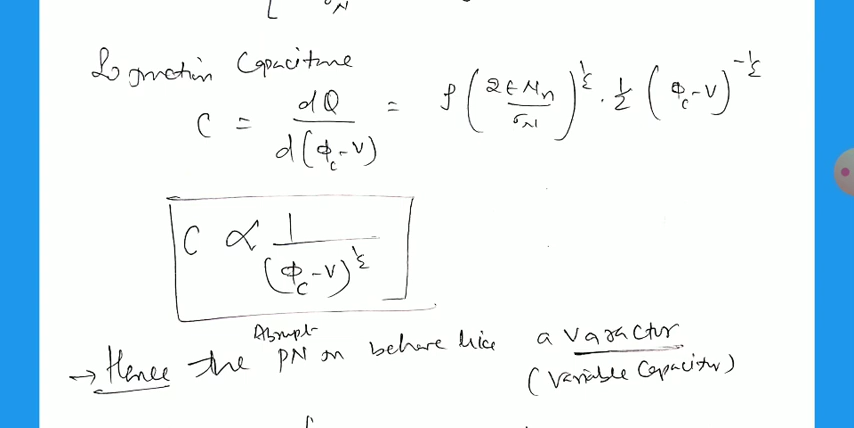 Junction Capacitance
C = dQ / d(ϕc-V) = ρ (2ϵμn / σN)^½ · ½ (ϕc-V)^-½
C ∝ 1 / (ϕc-V)^½
Abrupt
→ Hence the PN Jn behave like a varactor
(Variable Capacitor)